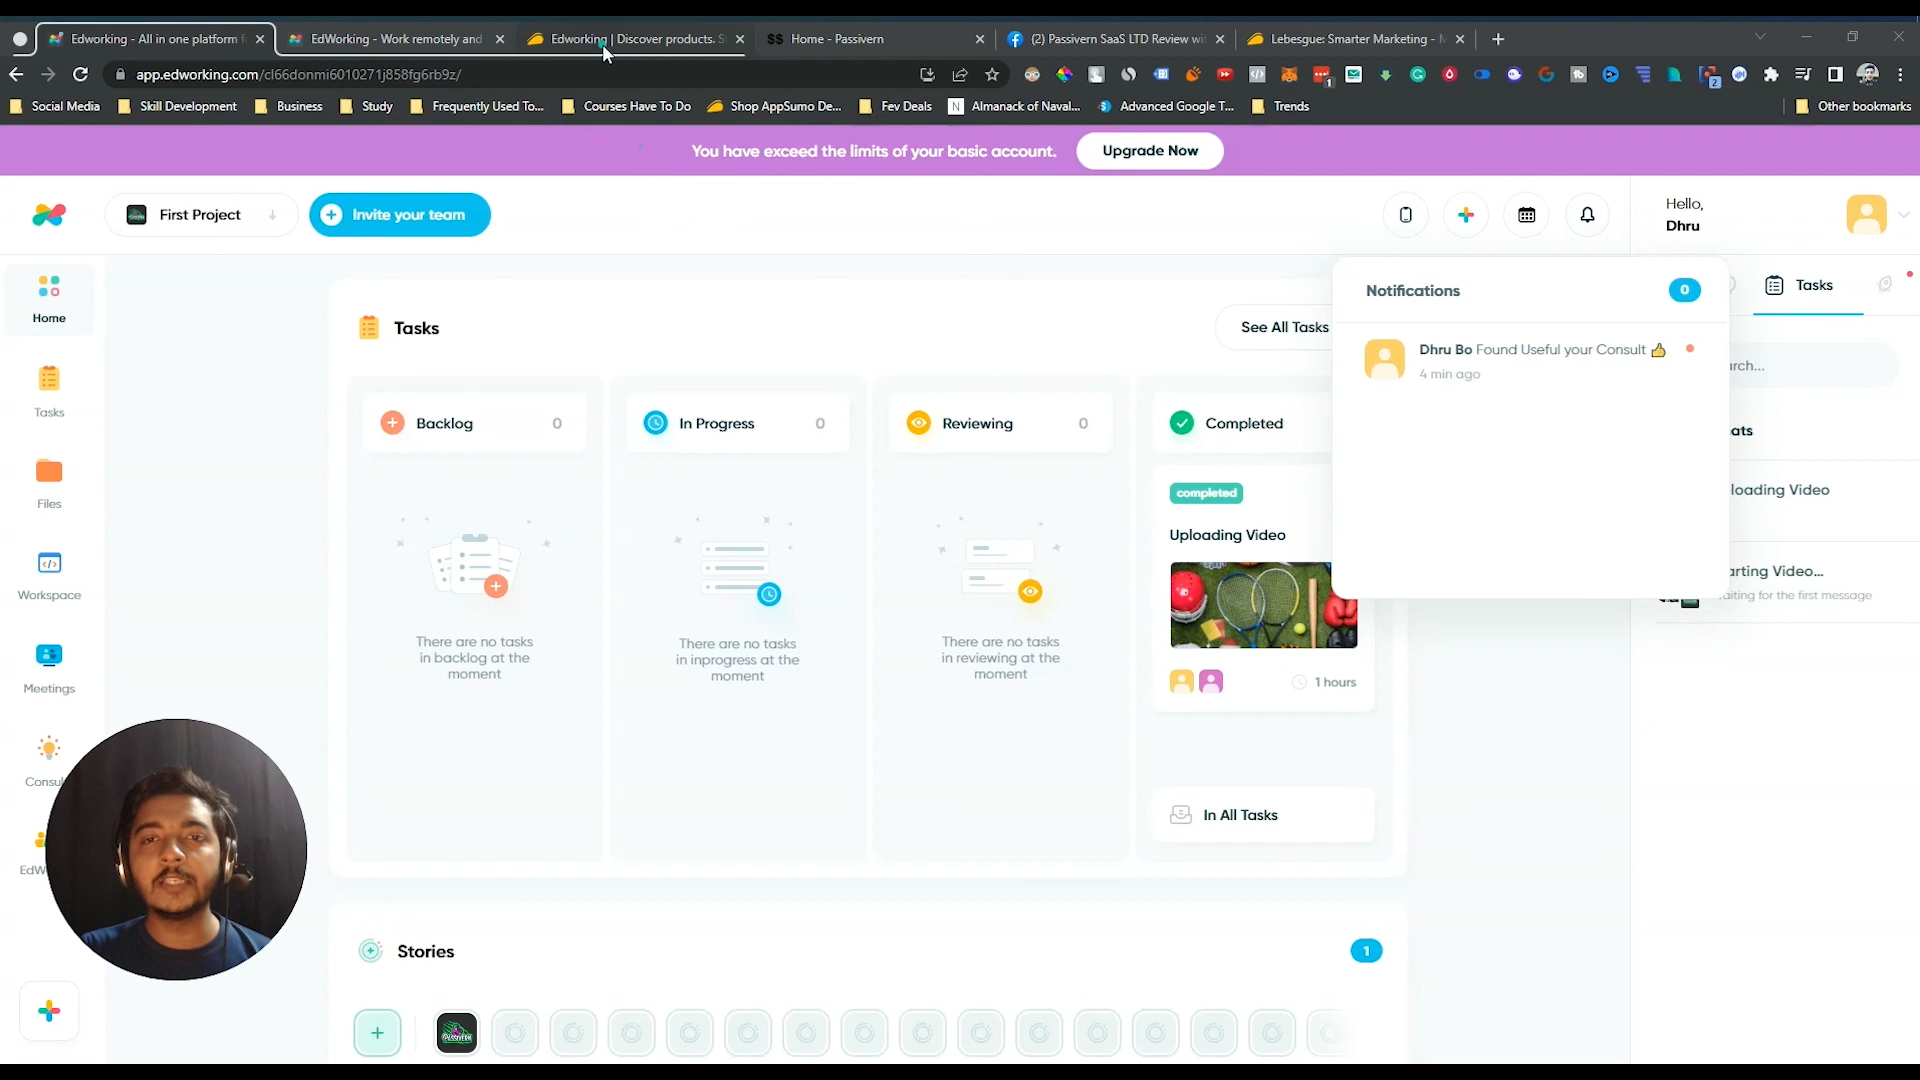 Edworking - All in one platform f
EdWorking - Work remotely and
Edworking | Discover products. S
$$ Home - Passivern
(2) Passivern SaaS LTD Review wi
Lebesgue: Smarter Marketing - M
app.edworking.com/cl66donmi6010271j858fg6rb9z/
Social Media
Skill Development
Business
Study
Frequently Used To...
Courses Have To Do
Shop AppSumo De...
Fev Deals
Almanack of Naval...
Advanced Google T...
Trends
Other bookmarks
You have exceed the limits of your basic account.
Upgrade Now
First Project
Invite your team
Hello,
Dhru
Home
Tasks
Files
Workspace
Meetings
Consul
EdW
Tasks
See All Tasks
Backlog 0
In Progress 0
Reviewing 0
Completed
There are no tasks
in backlog at the
moment
There are no tasks
in inprogress at the
moment
There are no tasks
in reviewing at the
moment
completed
Uploading Video
1 hours
In All Tasks
Notifications
0
Dhru Bo Found Useful your Consult 👍
4 min ago
Tasks
rch...
ats
loading Video
arting Video...
aiting for the first message
Stories
1
PASSIVERN